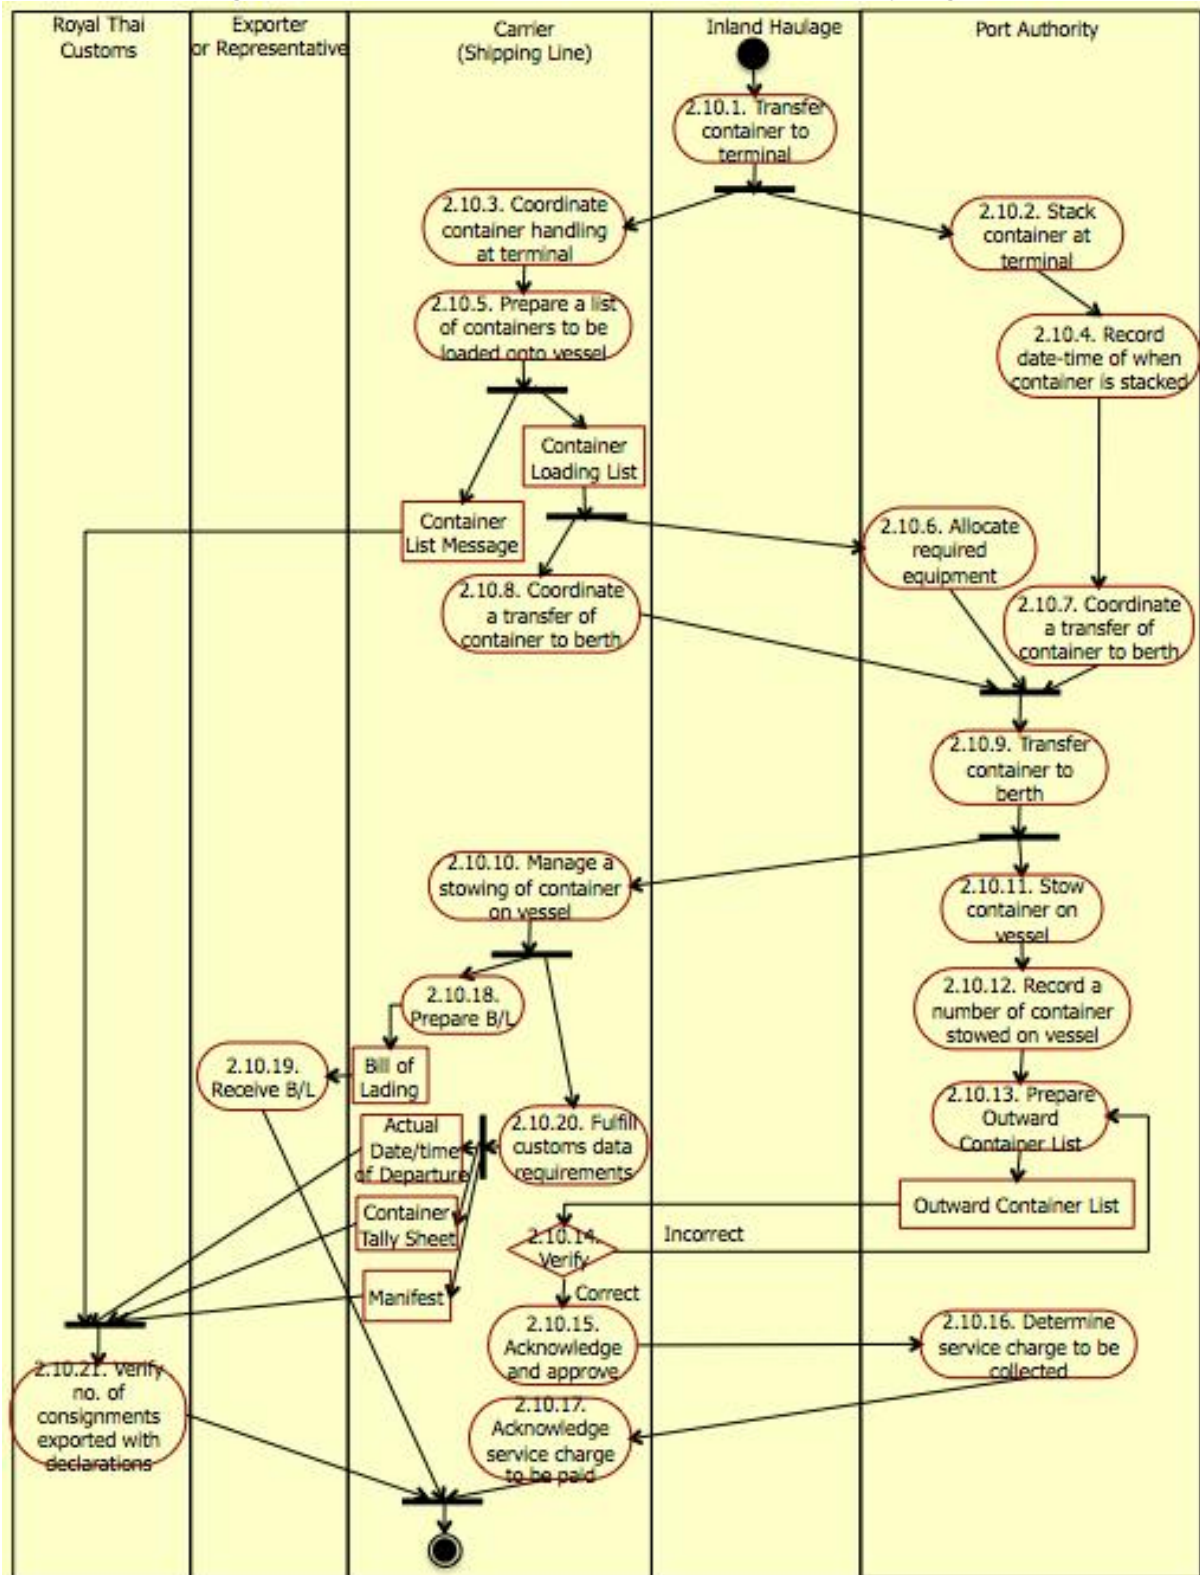 Royal Thai
Customs
Exporter
or Representative
Carrier
(Shipping Line)
Inland Haulage
Port Authority
2.10.1. Transfer
container to
terminal
2.10.3. Coordinate
container handling
at terminal
2.10.2. Stack
container at
terminal
2.10.5. Prepare a list
of containers to be
loaded onto vessel
2.10.4. Record
date-time of when
container is stacked
Container
Loading List
Container
List Message
2.10.6. Allocate
required
equipment
2.10.8. Coordinate
a transfer of
container to berth
2.10.7. Coordinate
a transfer of
container to berth
2.10.9. Transfer
container to
berth
2.10.10. Manage a
stowing of container
on vessel
2.10.11. Stow
container on
vessel
2.10.18.
Prepare B/L
2.10.12. Record a
number of container
stowed on vessel
2.10.19.
Receive B/L
Bill of
Lading
2.10.13. Prepare
Outward
Container List
Actual
Date/time
of Departure
2.10.20. Fulfill
customs data
requirements
Container
Tally Sheet
Outward Container List
2.10.14.
Verify
Incorrect
Correct
Manifest
2.10.15.
Acknowledge
and approve
2.10.16. Determine
service charge to be
collected
2.10.21. Verify
no. of
consignments
exported with
declarations
2.10.17.
Acknowledge
service charge
to be paid